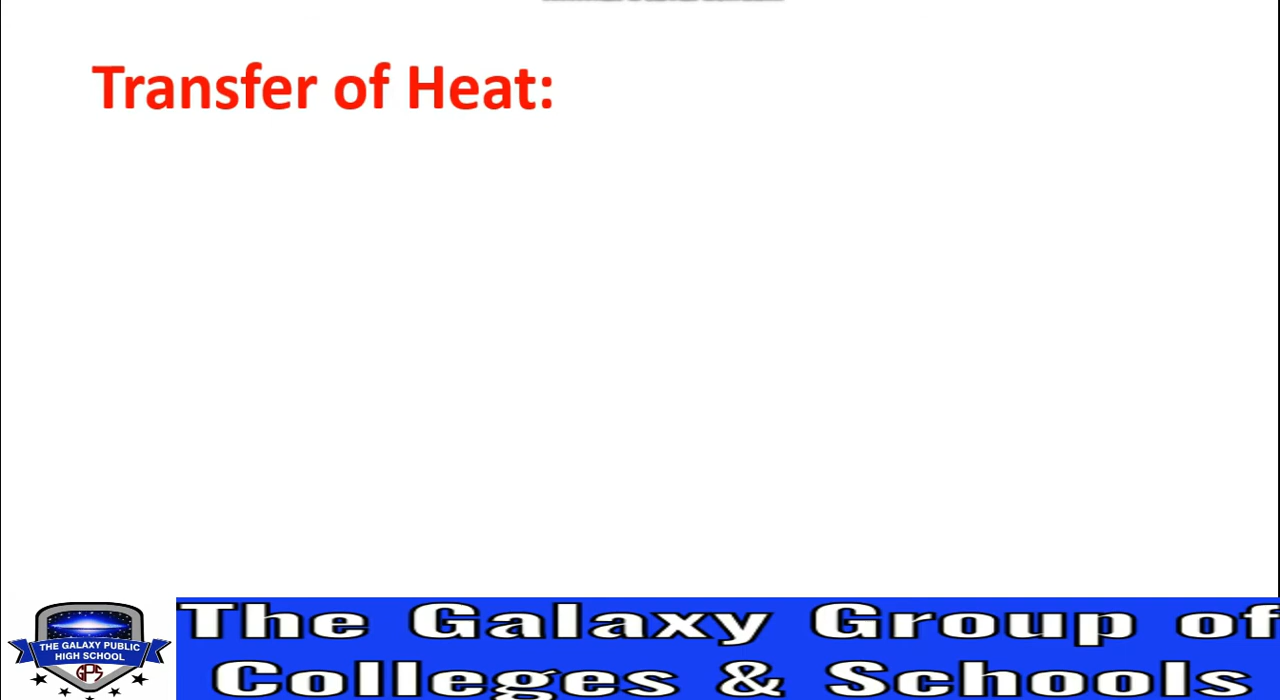 Transfer of Heat:
THE GALAXY PUBLIC
HIGH SCHOOL
GPS
The Galaxy Group of
Colleges & Schools